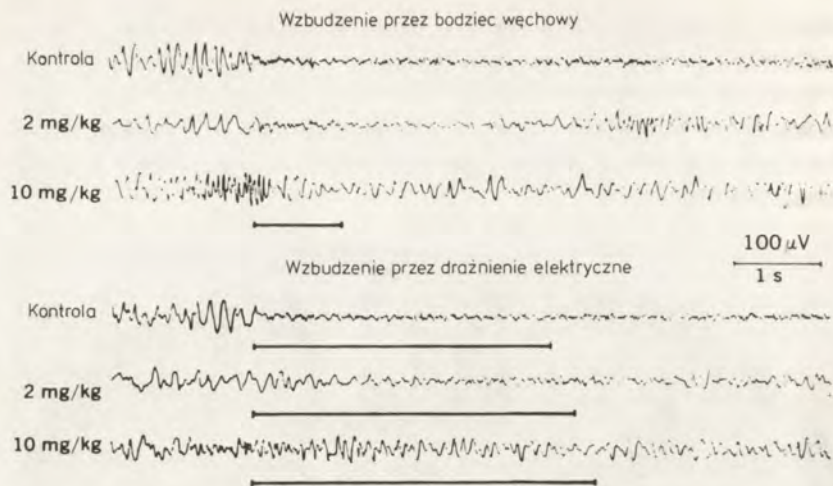 Wzbudzenie przez bodziec węchowy
Kontrola
2 mg/kg
10 mg/kg
100 μV
1 s
Wzbudzenie przez drażnienie elektryczne
Kontrola
2 mg/kg
10 mg/kg